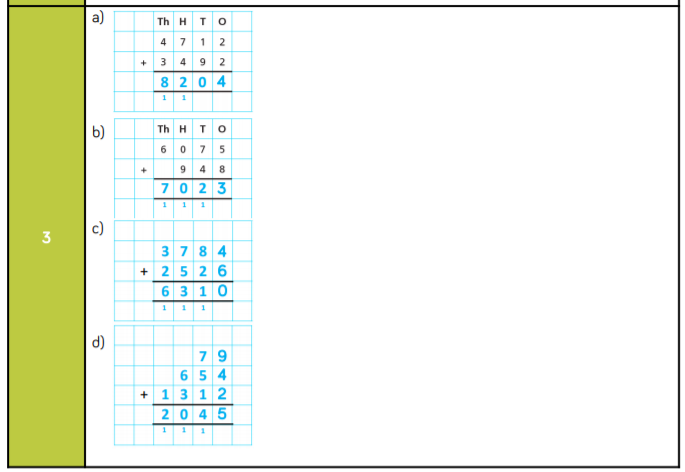 3
a)
Th H T O
4 7 1 2
+ 3 4 9 2
8 2 0 4
1 1
b)
Th H T O
6 0 7 5
+ 9 4 8
7 0 2 3
1 1 1
c)
3 7 8 4
+ 2 5 2 6
6 3 1 0
1 1 1
d)
7 9
6 5 4
+ 1 3 1 2
2 0 4 5
1 1 1